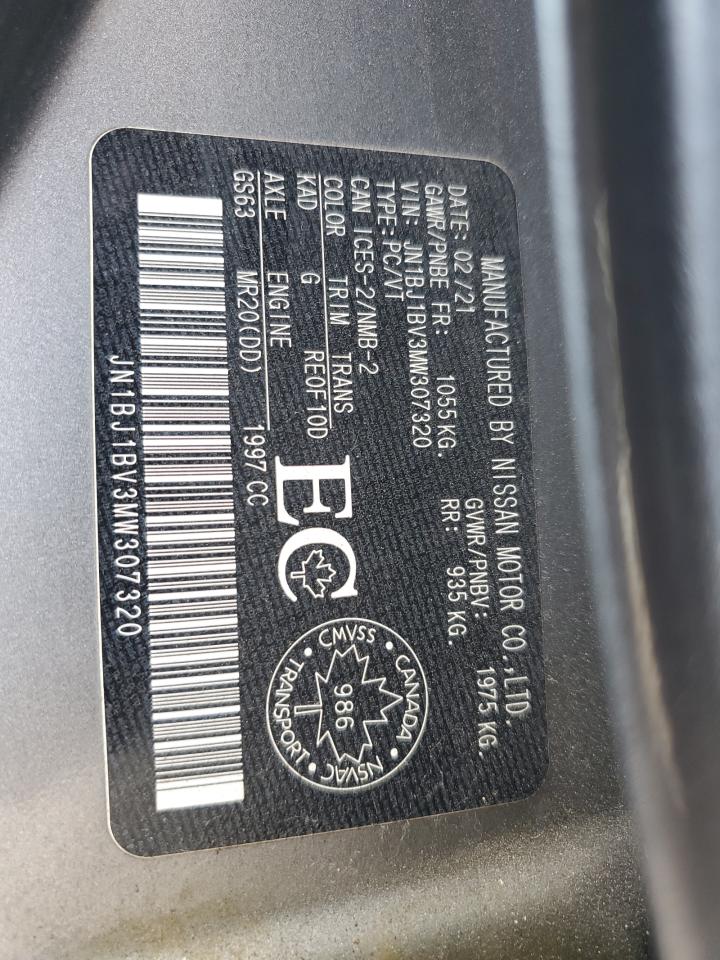 MANUFACTURED BY NISSAN MOTOR CO.,LTD.
DATE: 02 /21 GVWR/PNBV: 1975 KG.
GAWR/PNBE FR: 1055 KG. RR: 935 KG.
VIN: JN1BJ1BV3MW307320
TYPE: PC/VT
CAN ICES-2/NMB-2
COLOR TRIM TRANS
KAD G REOF10D
AXLE ENGINE
GS63 MR20(DD) 1997 CC
EC
CMVSS • CANADA • NSVAC • TRANSPORT •
986
JN1BJ1BV3MW307320